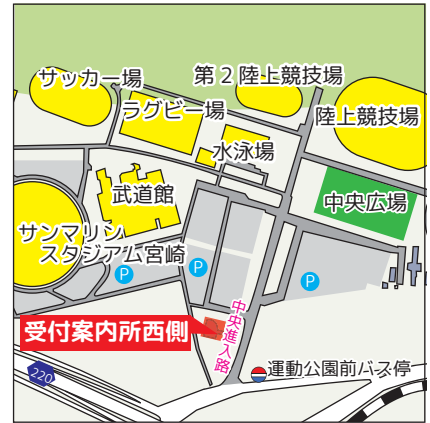 サッカー場
第2陸上競技場
ラグビー場
陸上競技場
水泳場
武道館
中央広場
サンマリン
スタジアム宮崎
P
P
P
中央進入路
受付案内所西側
220
運動公園前バス停